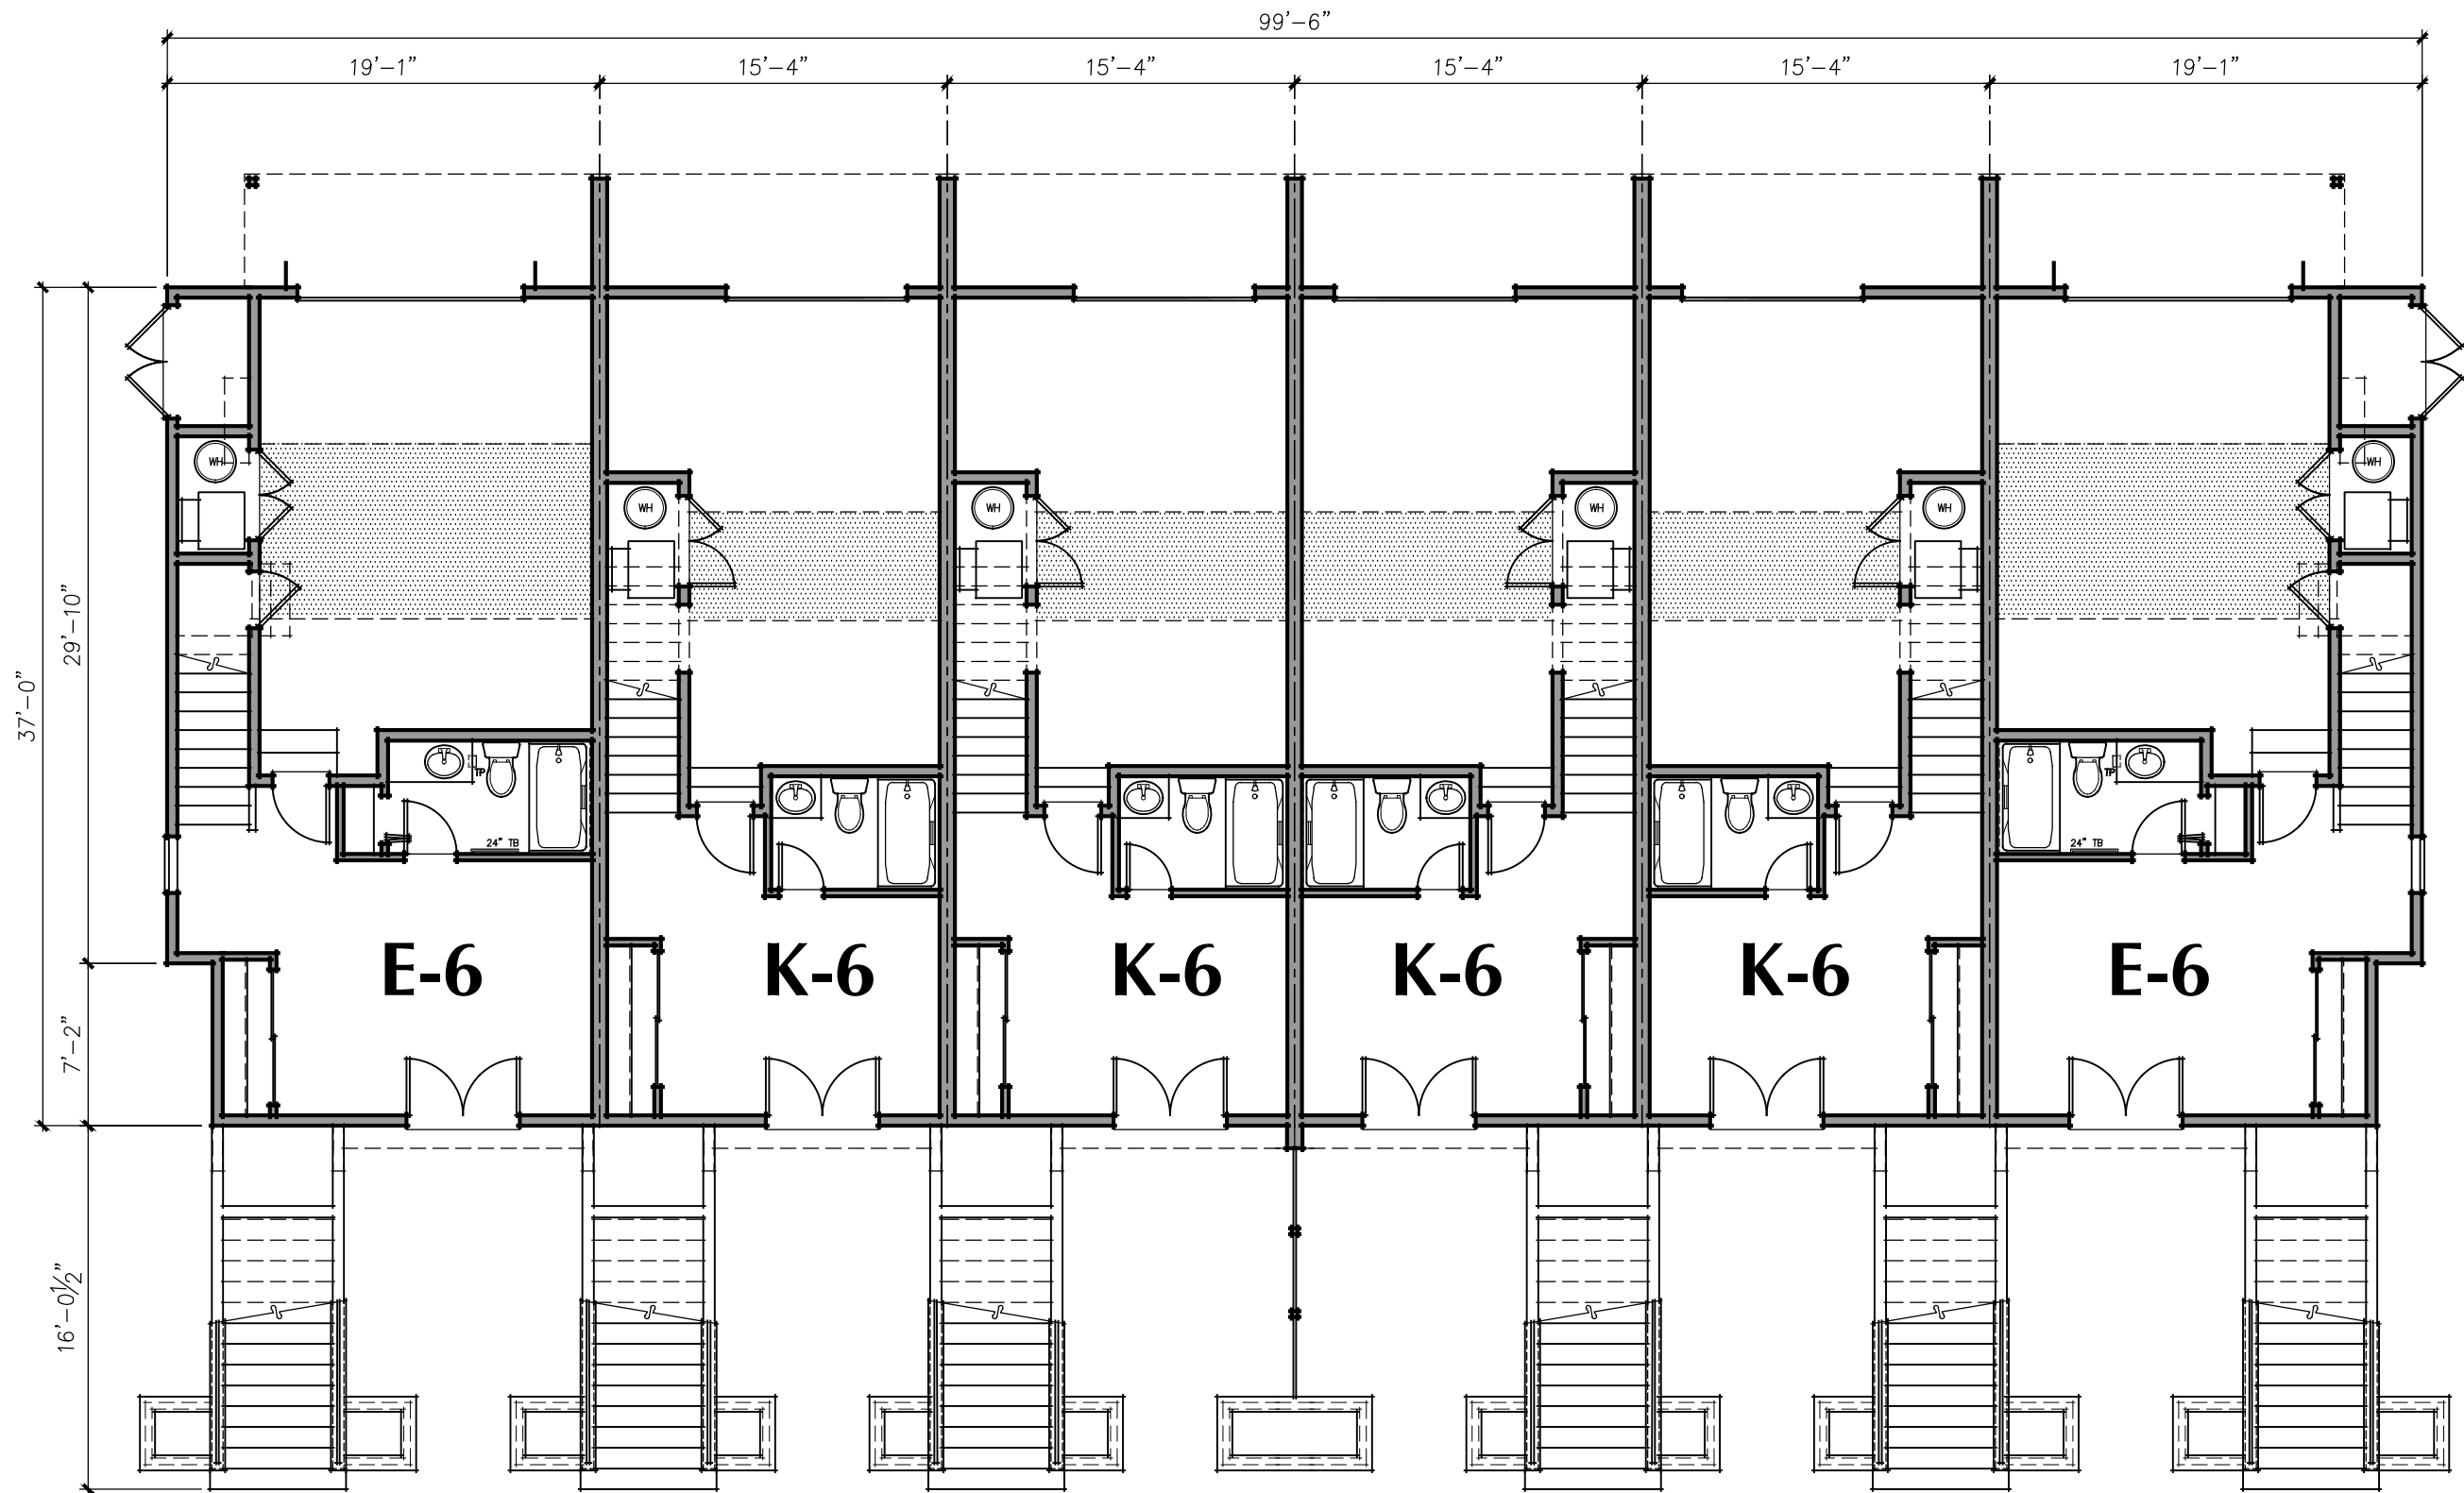 99'-6"
19'-1" 15'-4" 15'-4" 15'-4" 15'-4" 19'-1"
WH WH
WH WH WH WH
29'-10"
37'-0"
TP TP
24" TB 24" TB
E-6 K-6 K-6 K-6 K-6 E-6
7'-2"
16'-0½"